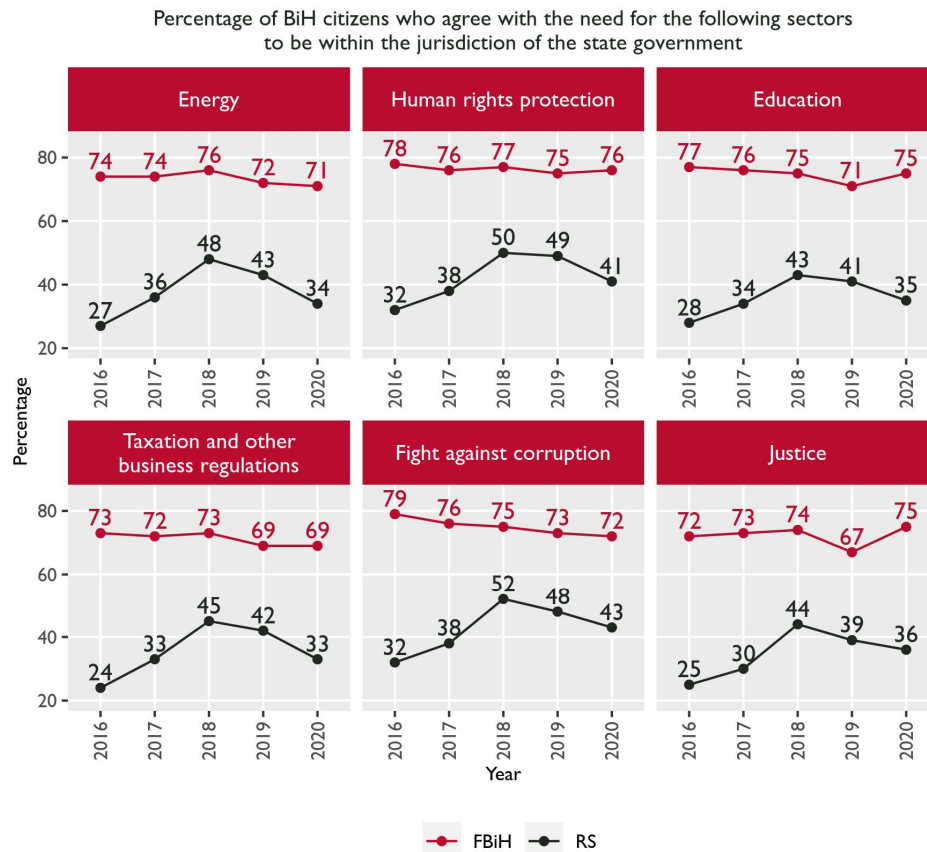 Percentage of BiH citizens who agree with the need for the following sectors
to be within the jurisdiction of the state government
Energy
Human rights protection
Education
80
60
40
20
74 74 76 72 71
27 36 48 43 34
78 76 77 75 76
32 38 50 49 41
77 76 75 71 75
28 34 43 41 35
2016 2017 2018 2019 2020
2016 2017 2018 2019 2020
2016 2017 2018 2019 2020
Percentage
Taxation and other
business regulations
Fight against corruption
Justice
80
60
40
20
73 72 73 69 69
24 33 45 42 33
79 76 75 73 72
32 38 52 48 43
72 73 74 67 75
25 30 44 39 36
2016 2017 2018 2019 2020
2016 2017 2018 2019 2020
2016 2017 2018 2019 2020
Year
FBiH RS